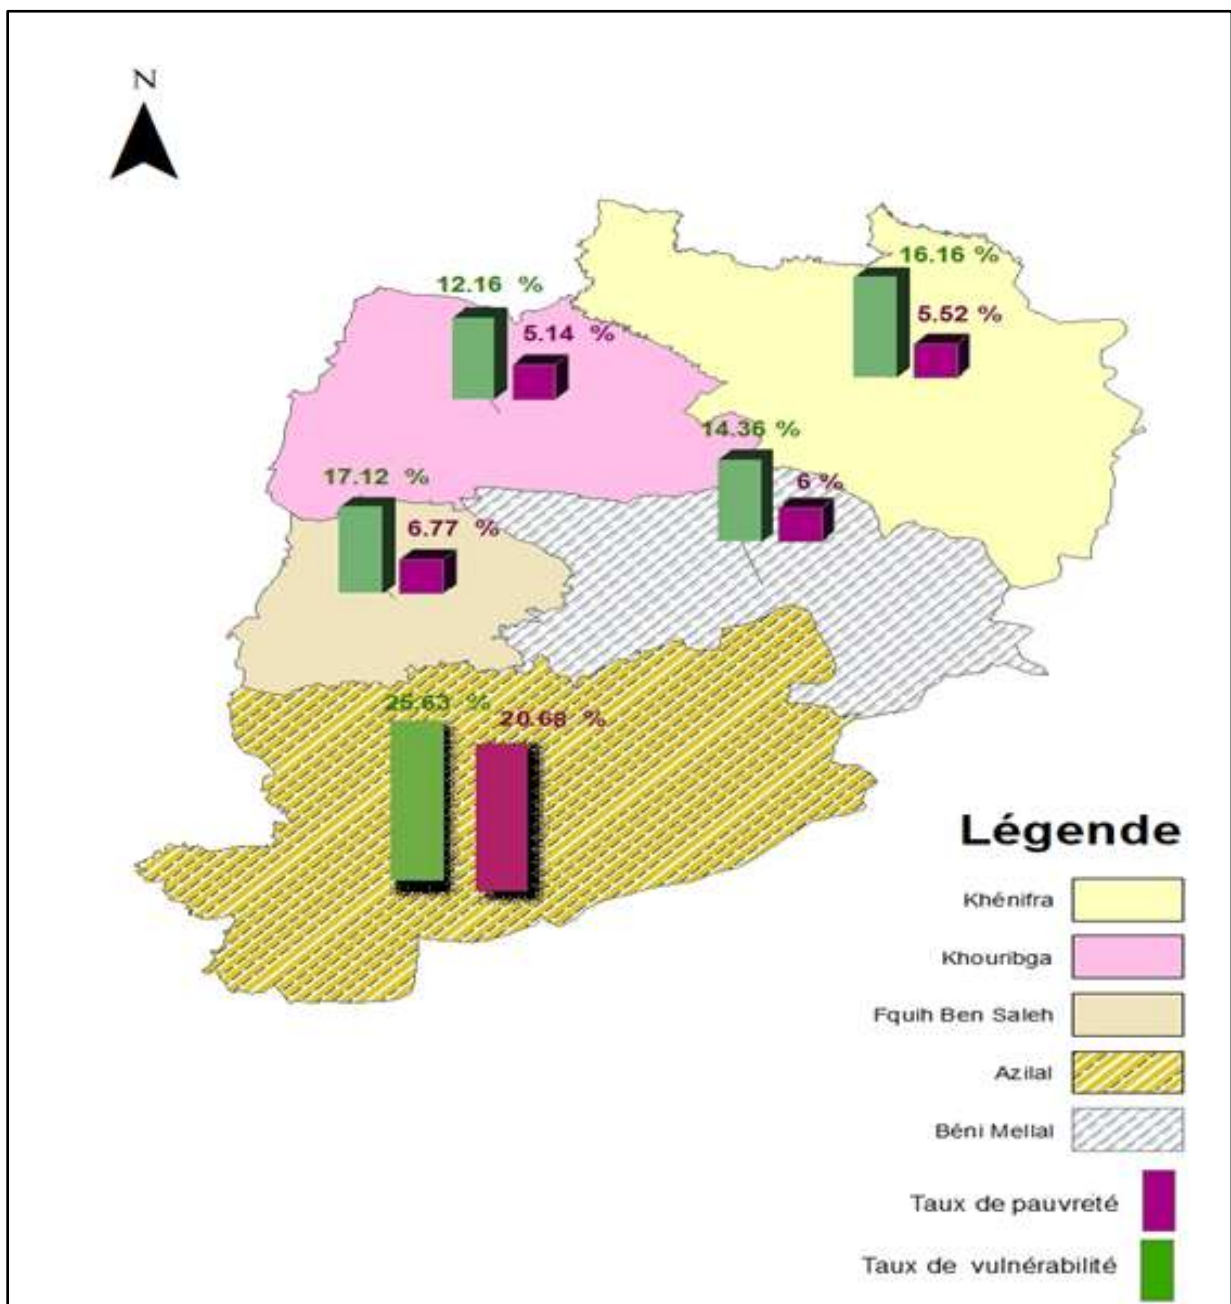 N
16.16 %
12.16 %
5.52 %
5.14 %
14.36 %
17.12 %
6 %
6.77 %
25.63 %
20.68 %
Légende
Khénifra
Khouribga
Fquih Ben Saleh
Azilal
Béni Mellal
Taux de pauvreté
Taux de vulnérabilité